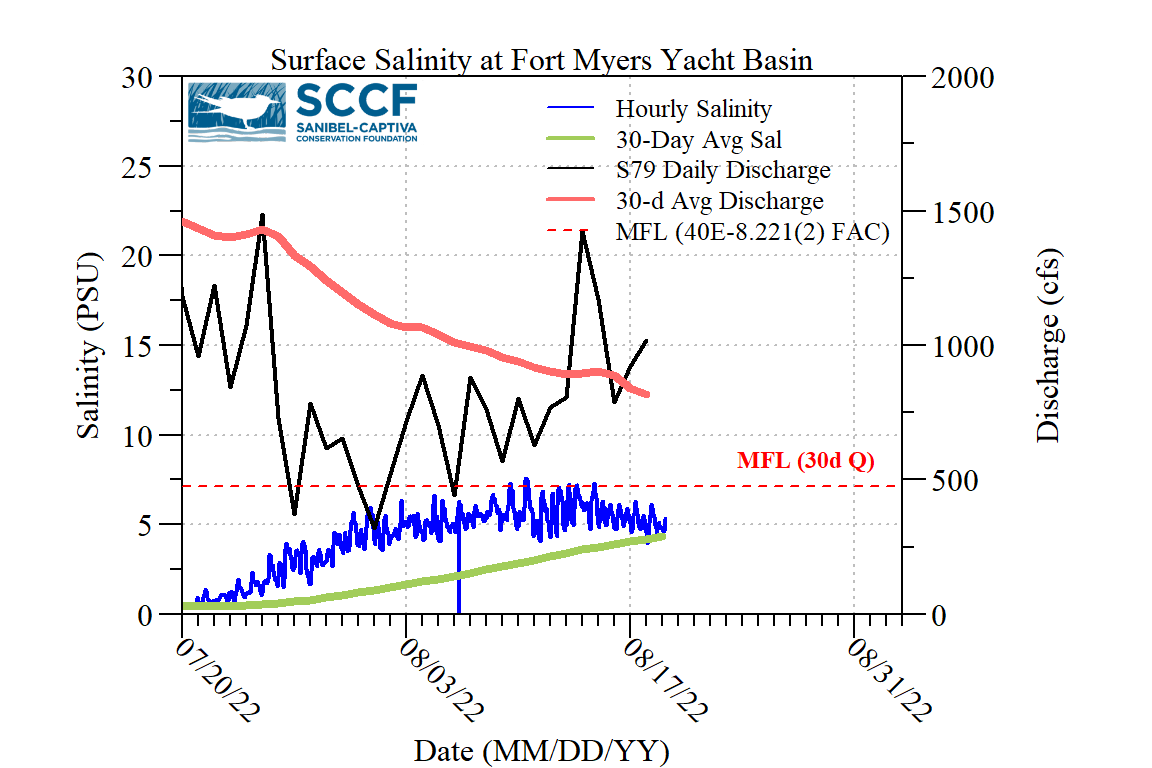 Surface Salinity at Fort Myers Yacht Basin
SCCF
SANIBEL-CAPTIVA
CONSERVATION FOUNDATION
Hourly Salinity
30-Day Avg Sal
S79 Daily Discharge
30-d Avg Discharge
MFL (40E-8.221(2) FAC)
MFL (30d Q)
Salinity (PSU)
30
25
20
15
10
5
0
Discharge (cfs)
2000
1500
1000
500
0
07/20/22
08/03/22
08/17/22
08/31/22
Date (MM/DD/YY)